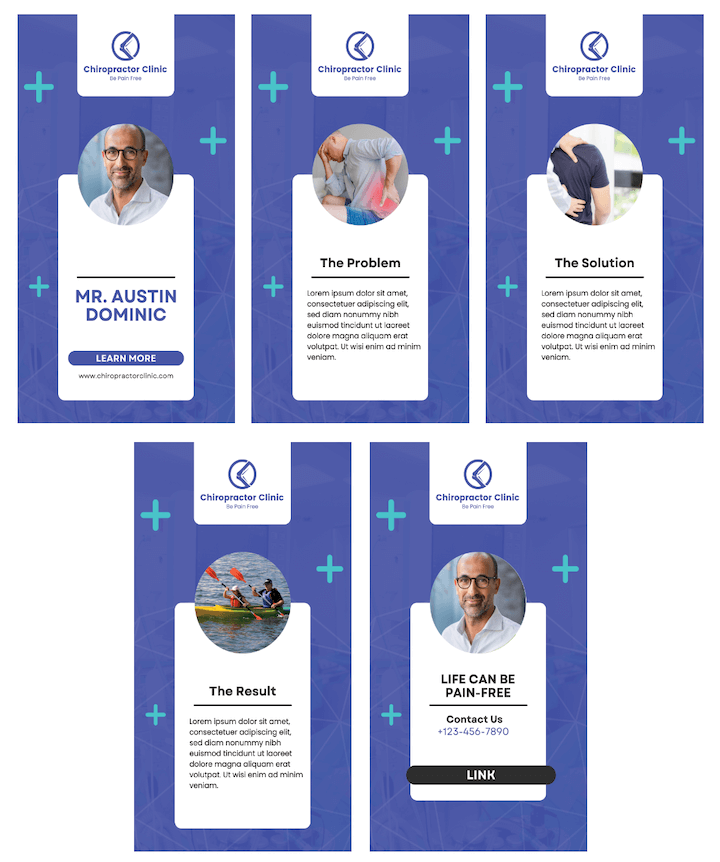 Chiropractor Clinic
Be Pain Free
MR. AUSTIN
DOMINIC
LEARN MORE
www.chiropractorclinic.com
Chiropractor Clinic
Be Pain Free
The Problem
Lorem ipsum dolor sit amet,
consectetuer adipiscing elit,
sed diam nonummy nibh
euismod tincidunt ut laoreet
dolore magna aliquam erat
volutpat. Ut wisi enim ad minim
veniam.
Chiropractor Clinic
Be Pain Free
The Solution
Lorem ipsum dolor sit amet,
consectetuer adipiscing elit,
sed diam nonummy nibh
euismod tincidunt ut laoreet
dolore magna aliquam erat
volutpat. Ut wisi enim ad minim
veniam.
Chiropractor Clinic
Be Pain Free
The Result
Lorem ipsum dolor sit amet,
consectetuer adipiscing elit,
sed diam nonummy nibh
euismod tincidunt ut laoreet
dolore magna aliquam erat
volutpat. Ut wisi enim ad minim
veniam.
Chiropractor Clinic
Be Pain Free
LIFE CAN BE
PAIN-FREE
Contact Us
+123-456-7890
LINK